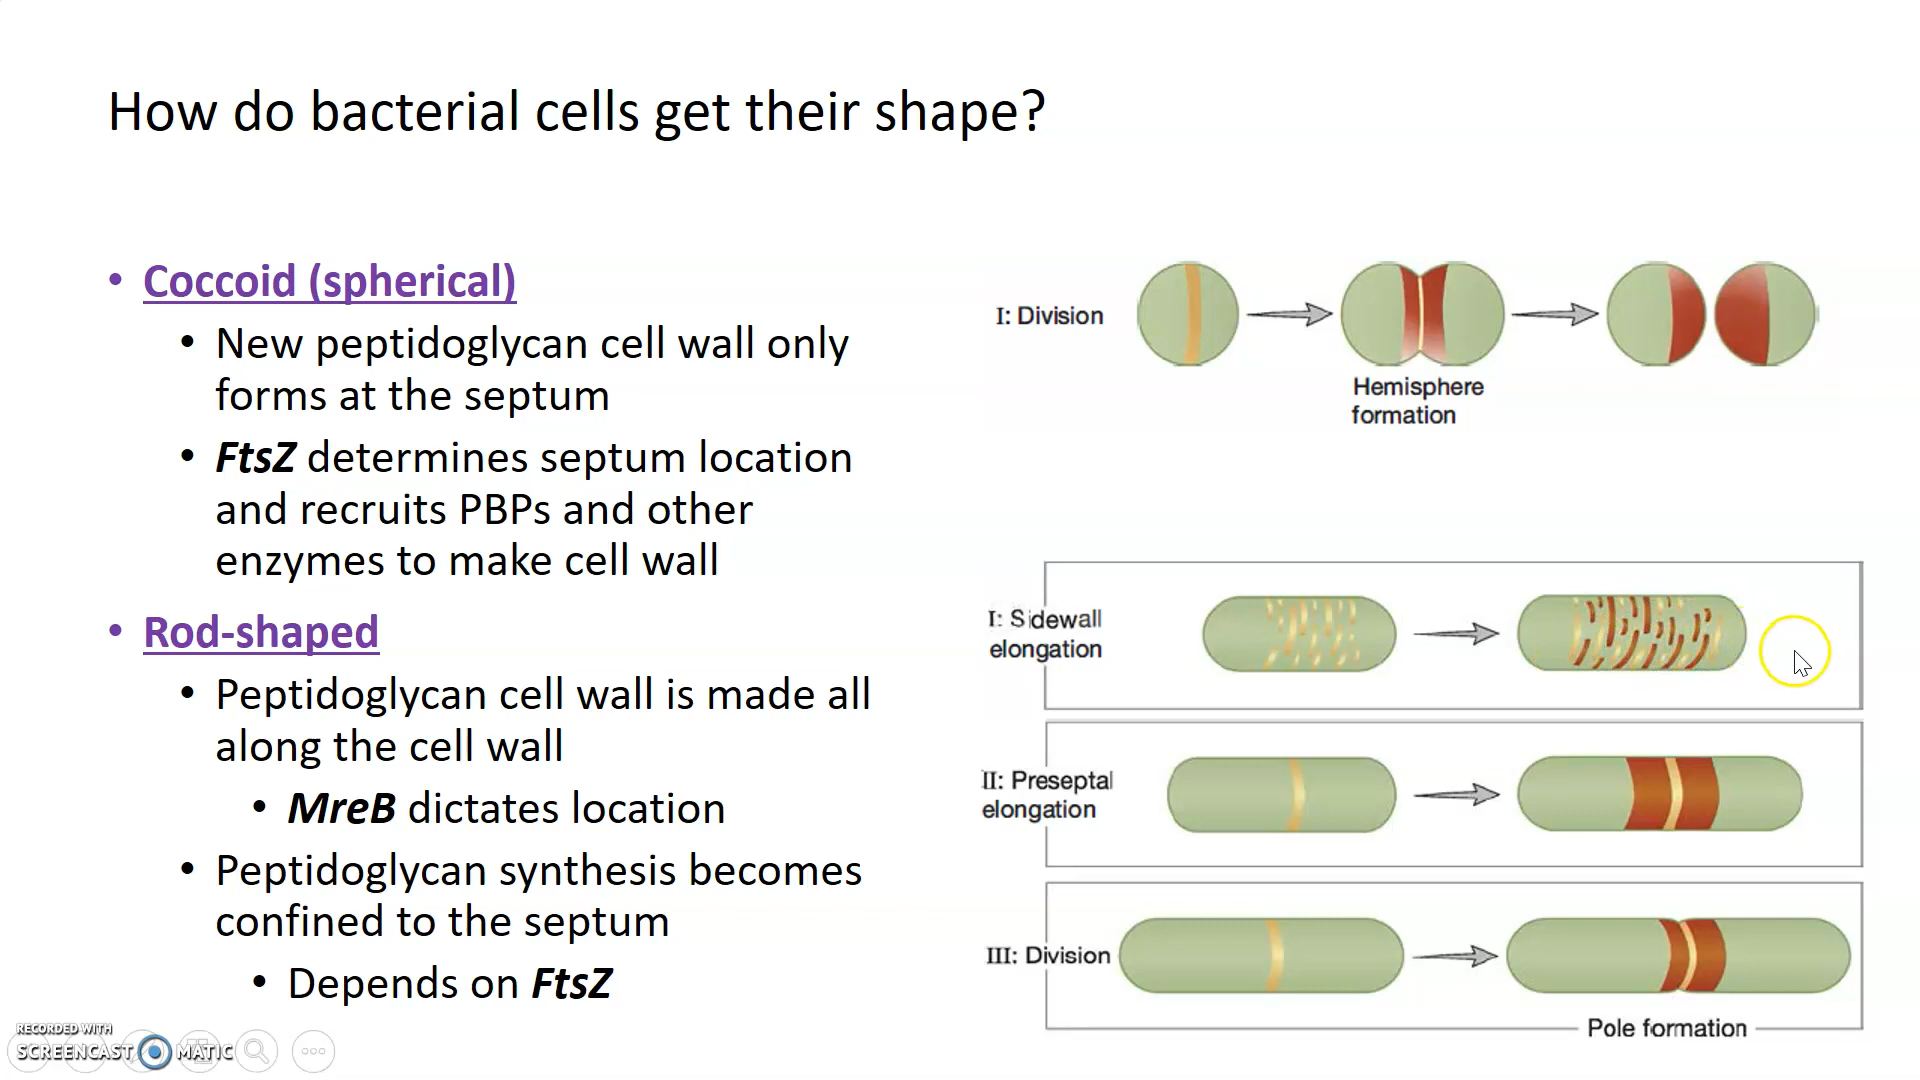 How do bacterial cells get their shape?
• Coccoid (spherical)
• New peptidoglycan cell wall only
forms at the septum
• FtsZ determines septum location
and recruits PBPs and other
enzymes to make cell wall
• Rod-shaped
• Peptidoglycan cell wall is made all
along the cell wall
• MreB dictates location
• Peptidoglycan synthesis becomes
confined to the septum
• Depends on FtsZ
I: Division
Hemisphere
formation
I: Sidewall
elongation
II: Preseptal
elongation
III: Division
Pole formation
RECORDED WITH
SCREENCAST MATIC